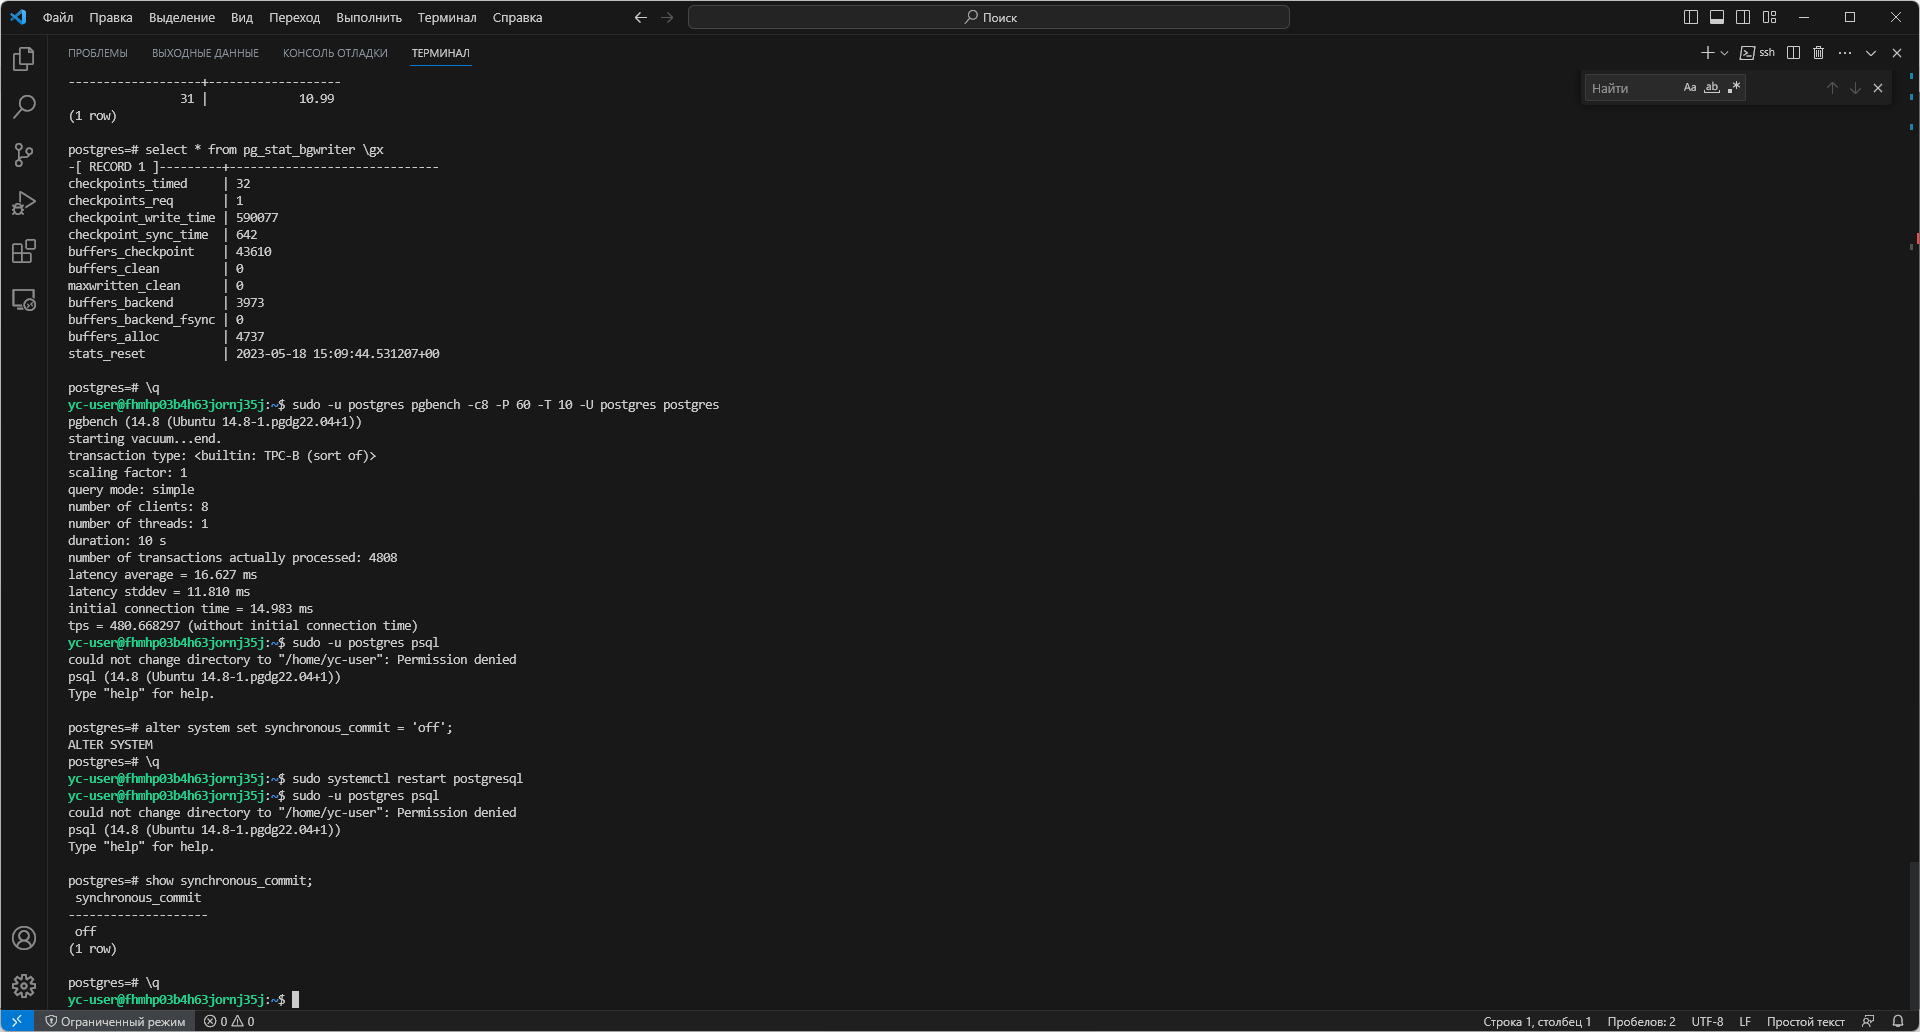 Файл Правка Выделение Вид Переход Выполнить Терминал Справка
Поиск
ПРОБЛЕМЫ ВЫХОДНЫЕ ДАННЫЕ КОНСОЛЬ ОТЛАДКИ ТЕРМИНАЛ
ssh
Найти
Aa ab .*
-------------------+-------------------
                31 |             10.99
(1 row)

postgres=# select * from pg_stat_bgwriter \gx
-[ RECORD 1 ]---------+------------------------------
checkpoints_timed     | 32
checkpoints_req       | 1
checkpoint_write_time | 590077
checkpoint_sync_time  | 642
buffers_checkpoint    | 43610
buffers_clean         | 0
maxwritten_clean      | 0
buffers_backend       | 3973
buffers_backend_fsync | 0
buffers_alloc         | 4737
stats_reset           | 2023-05-18 15:09:44.531207+00

postgres=# \q
yc-user@fhmhp03b4h63jornj35j:~$ sudo -u postgres pgbench -c8 -P 60 -T 10 -U postgres postgres
pgbench (14.8 (Ubuntu 14.8-1.pgdg22.04+1))
starting vacuum...end.
transaction type: <builtin: TPC-B (sort of)>
scaling factor: 1
query mode: simple
number of clients: 8
number of threads: 1
duration: 10 s
number of transactions actually processed: 4808
latency average = 16.627 ms
latency stddev = 11.810 ms
initial connection time = 14.983 ms
tps = 480.668297 (without initial connection time)
yc-user@fhmhp03b4h63jornj35j:~$ sudo -u postgres psql
could not change directory to "/home/yc-user": Permission denied
psql (14.8 (Ubuntu 14.8-1.pgdg22.04+1))
Type "help" for help.

postgres=# alter system set synchronous_commit = 'off';
ALTER SYSTEM
postgres=# \q
yc-user@fhmhp03b4h63jornj35j:~$ sudo systemctl restart postgresql
yc-user@fhmhp03b4h63jornj35j:~$ sudo -u postgres psql
could not change directory to "/home/yc-user": Permission denied
psql (14.8 (Ubuntu 14.8-1.pgdg22.04+1))
Type "help" for help.

postgres=# show synchronous_commit;
 synchronous_commit
--------------------
 off
(1 row)

postgres=# \q
yc-user@fhmhp03b4h63jornj35j:~$
Ограниченный режим 0 0 Строка 1, столбец 1 Пробелов: 2 UTF-8 LF Простой текст